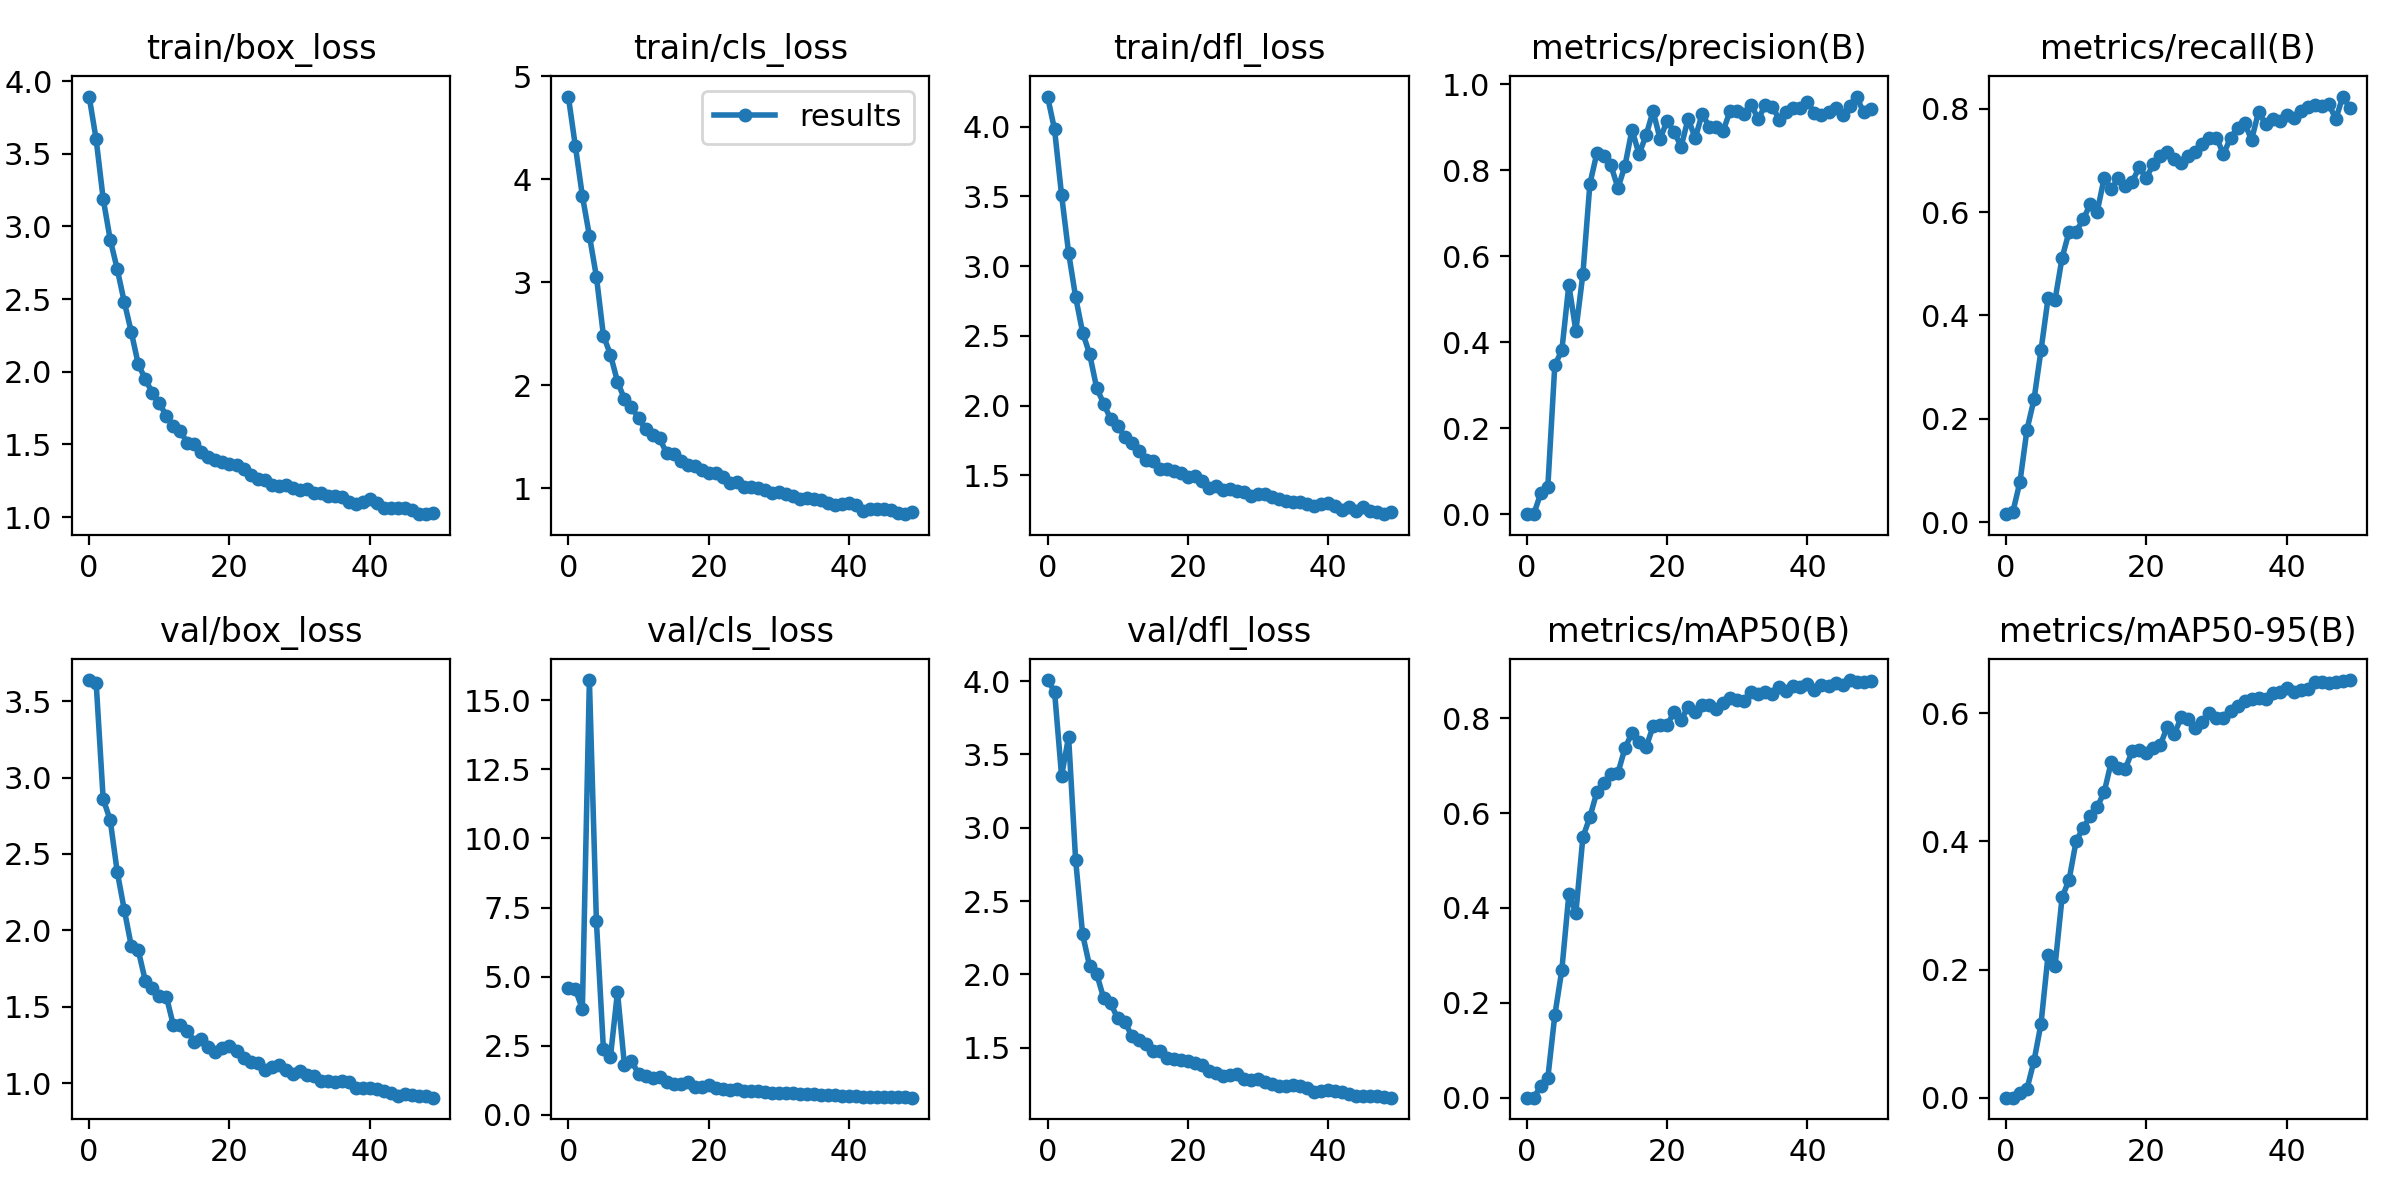 train/box_loss
4.0
3.5
3.0
2.5
2.0
1.5
1.0
0 20 40
train/cls_loss
results
5
4
3
2
1
0 20 40
train/dfl_loss
4.0
3.5
3.0
2.5
2.0
1.5
0 20 40
metrics/precision(B)
1.0
0.8
0.6
0.4
0.2
0.0
0 20 40
metrics/recall(B)
0.8
0.6
0.4
0.2
0.0
0 20 40
val/box_loss
3.5
3.0
2.5
2.0
1.5
1.0
0 20 40
val/cls_loss
15.0
12.5
10.0
7.5
5.0
2.5
0.0
0 20 40
val/dfl_loss
4.0
3.5
3.0
2.5
2.0
1.5
0 20 40
metrics/mAP50(B)
0.8
0.6
0.4
0.2
0.0
0 20 40
metrics/mAP50-95(B)
0.6
0.4
0.2
0.0
0 20 40